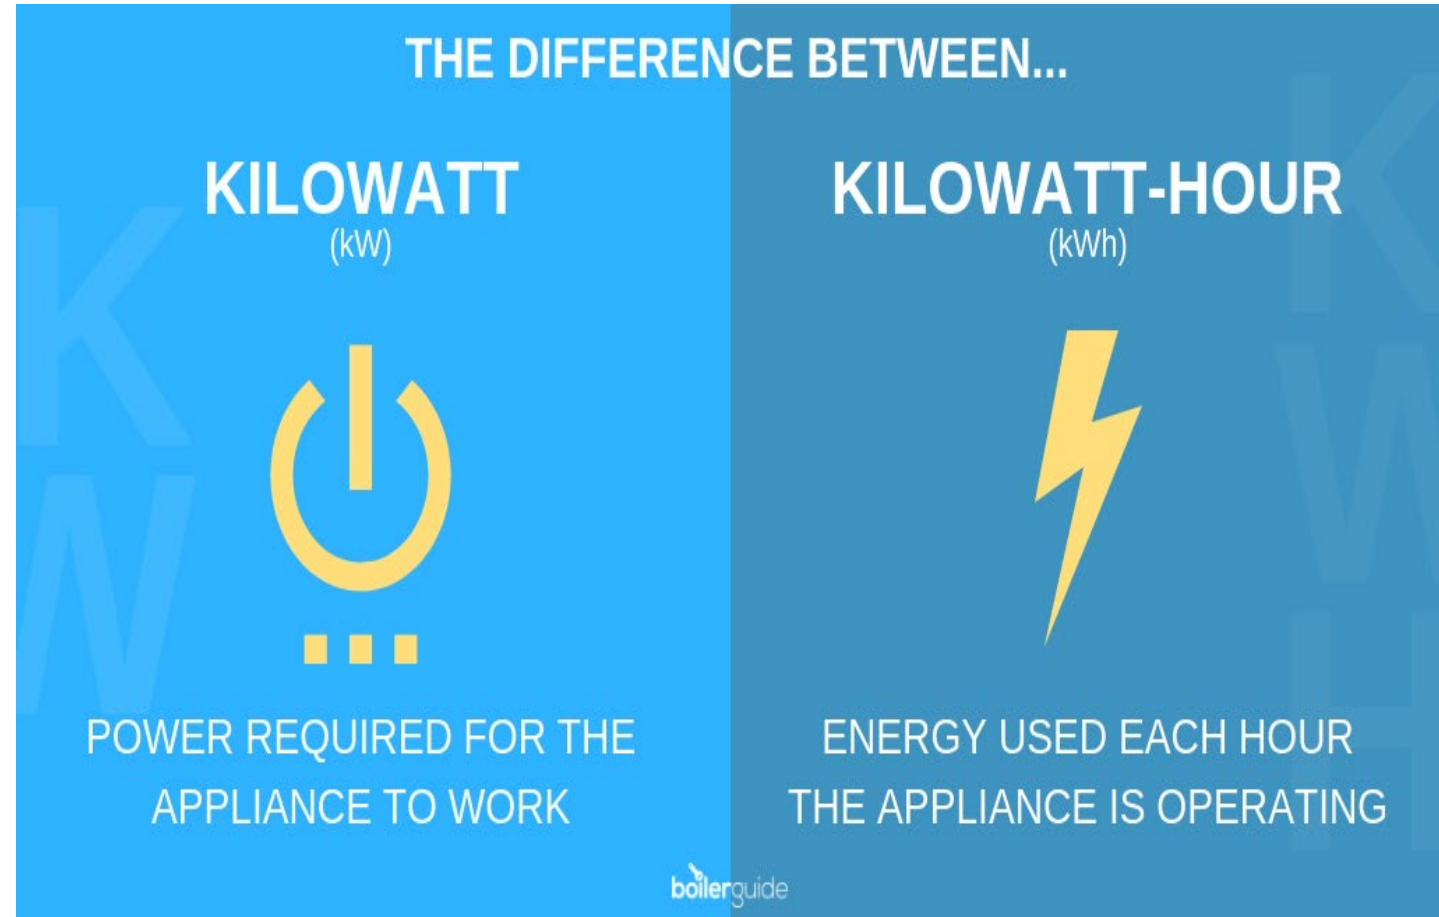 THE DIFFERENCE BETWEEN...
KILOWATT
(kW)
POWER REQUIRED FOR THE
APPLIANCE TO WORK
KILOWATT-HOUR
(kWh)
ENERGY USED EACH HOUR
THE APPLIANCE IS OPERATING
K
W
K
W
H
boilerguide